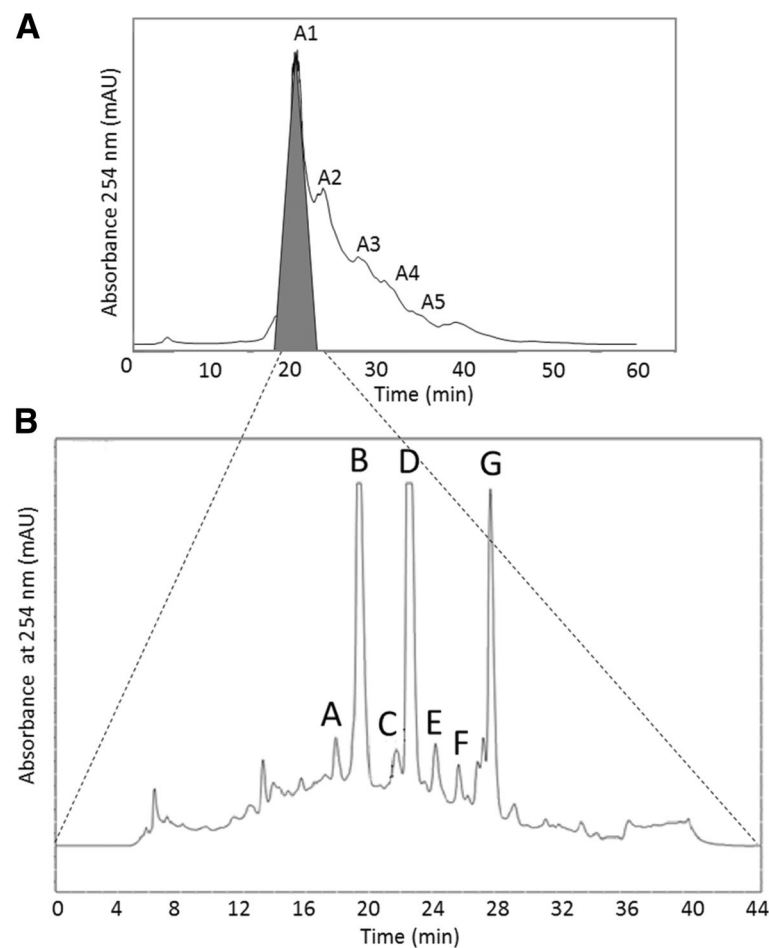 A
A1
A2
A3
A4
A5
Absorbance 254 nm (mAU)
0 10 20 30 40 50 60
Time (min)
B
B D G
A C E F
Absorbance at 254 nm (mAU)
0 4 8 12 16 20 24 28 32 36 40 44
Time (min)